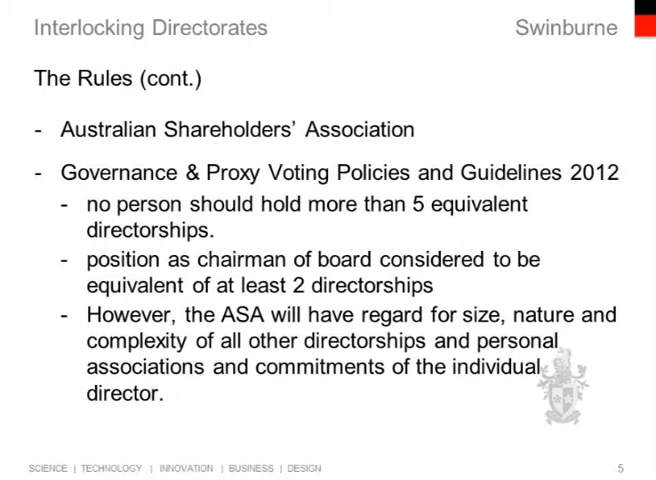 Interlocking Directorates
Swinburne
The Rules (cont.)
- Australian Shareholders’ Association
- Governance & Proxy Voting Policies and Guidelines 2012
- no person should hold more than 5 equivalent
directorships.
- position as chairman of board considered to be
equivalent of at least 2 directorships
- However, the ASA will have regard for size, nature and
complexity of all other directorships and personal
associations and commitments of the individual
director.
SCIENCE | TECHNOLOGY | INNOVATION | BUSINESS | DESIGN
5